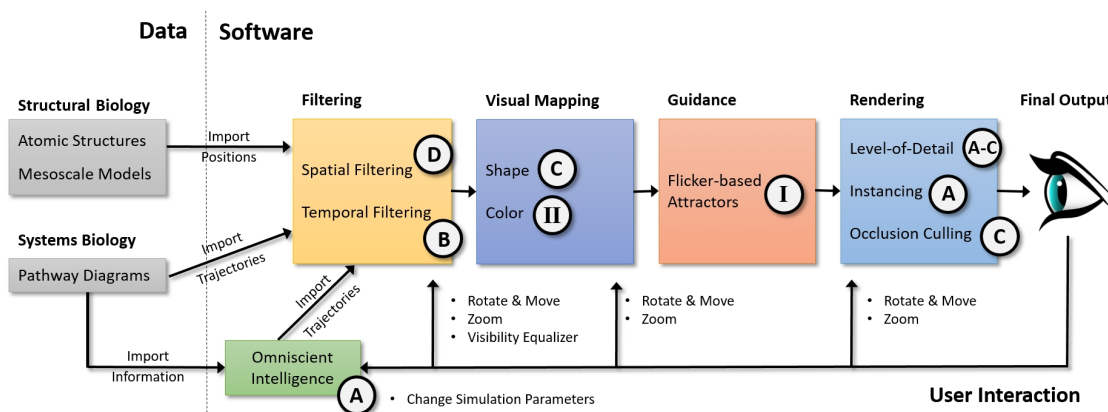 Data
Software
Structural Biology
Atomic Structures
Mesoscale Models
Import
Positions
Systems Biology
Pathway Diagrams
Import
Trajectories
Import
Trajectories
Import
Information
Omniscient
Intelligence
A
• Change Simulation Parameters
Filtering
Spatial Filtering
D
Temporal Filtering
B
• Rotate & Move
• Zoom
• Visibility Equalizer
Visual Mapping
Shape
C
Color
II
• Rotate & Move
• Zoom
Guidance
Flicker-based
Attractors
I
Rendering
Level-of-Detail
A-C
Instancing
A
Occlusion Culling
C
• Rotate & Move
• Zoom
Final Output
User Interaction